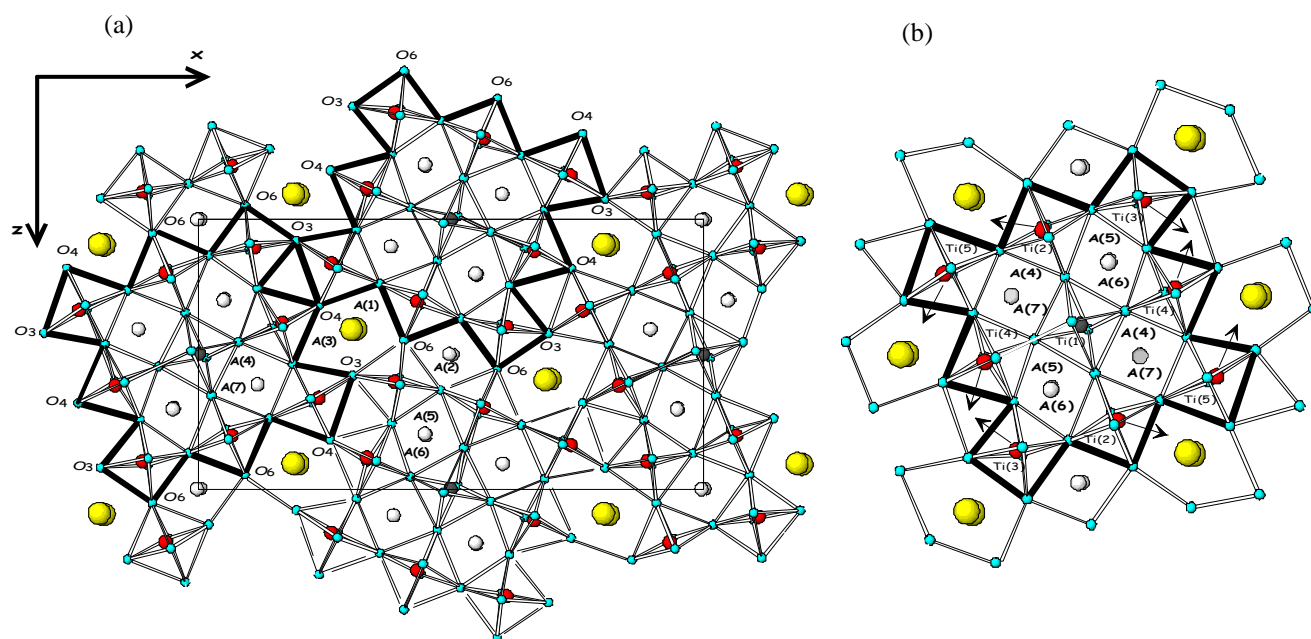 (a)
(b)
x
z
O6
O3
O6
O4
O4
O3
O6
O6
O3
O4
O4
O3
A(1)
A(3)
O4
O6
O3
A(2)
O3
O6
A(4)
A(7)
O4
A(5)
A(6)
O3
O6
O6
O4
Ti(3)
Ti(5)
Ti(2)
A(5)
A(4)
A(6)
A(7)
Ti(4)
Ti(4)
Ti(1)
A(4)
A(5)
A(7)
A(6)
Ti(5)
Ti(2)
Ti(3)